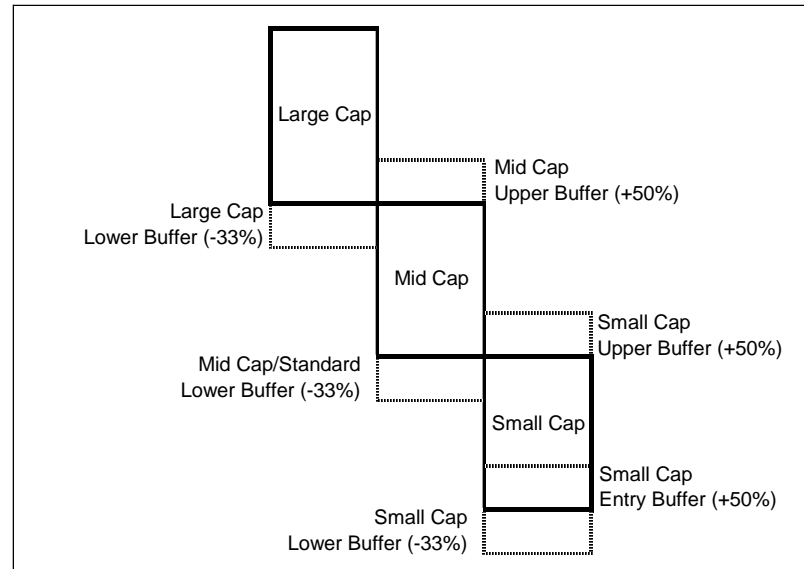 Large Cap
Mid Cap
Upper Buffer (+50%)
Large Cap
Lower Buffer (-33%)
Mid Cap
Small Cap
Upper Buffer (+50%)
Mid Cap/Standard
Lower Buffer (-33%)
Small Cap
Small Cap
Entry Buffer (+50%)
Small Cap
Lower Buffer (-33%)